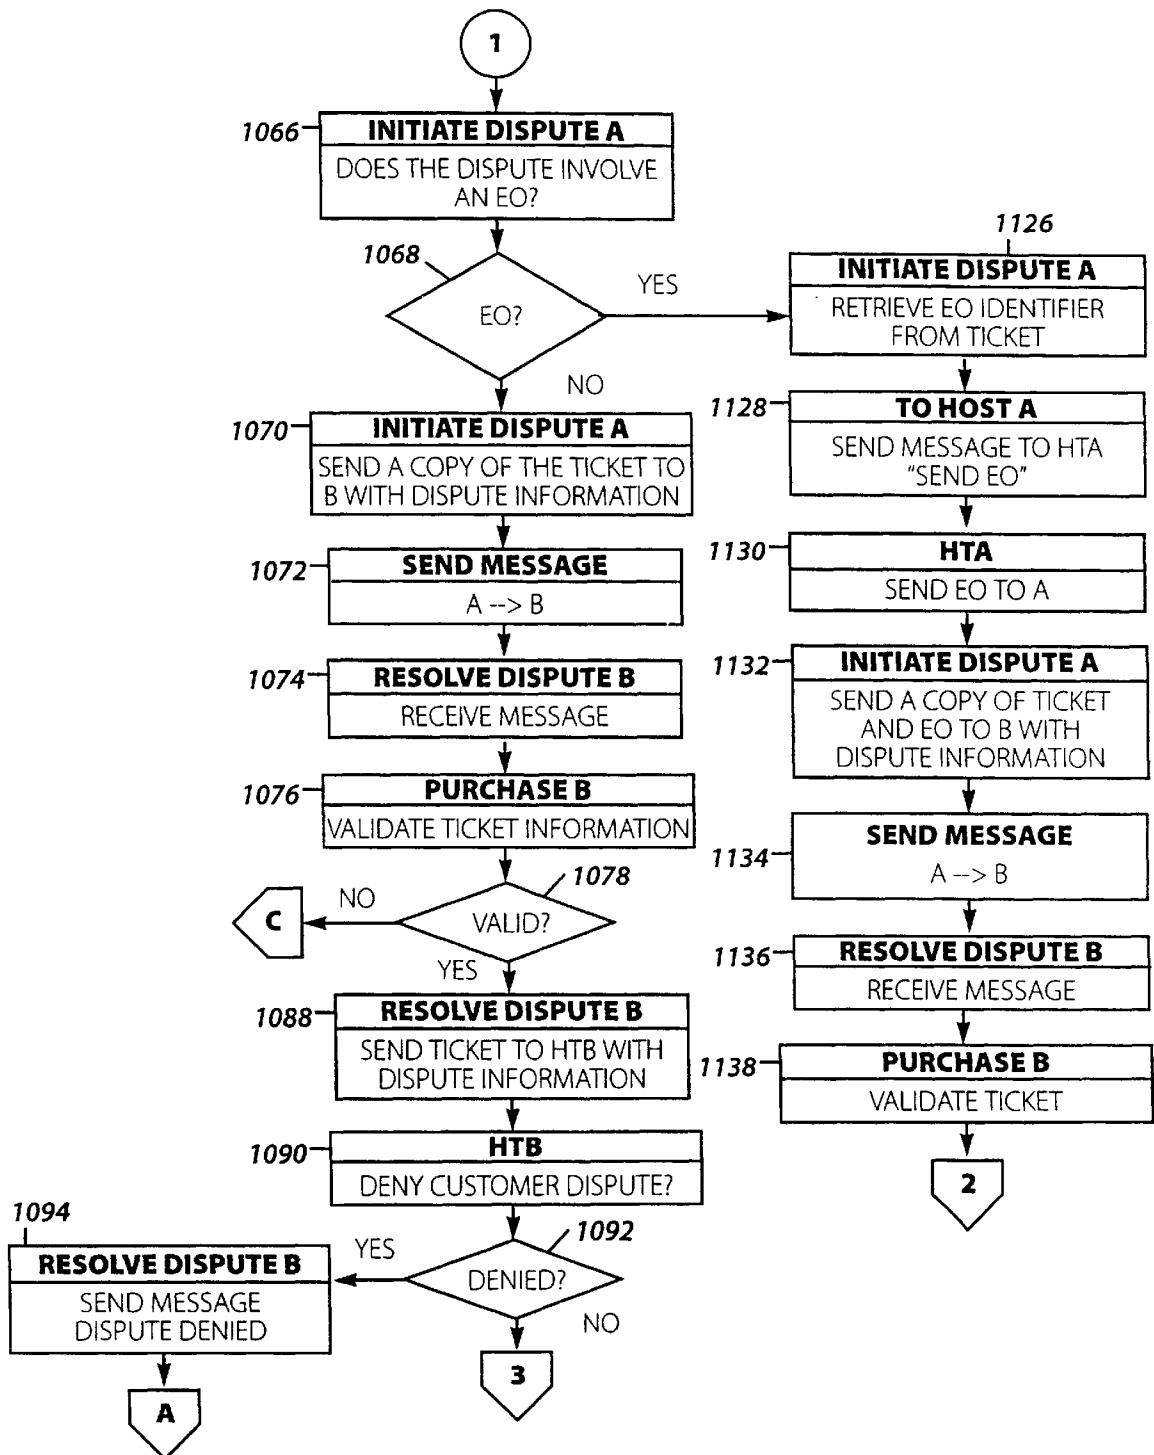 1
1066
INITIATE DISPUTE A
DOES THE DISPUTE INVOLVE
AN EO?
1068
EO?
YES
NO
1070
INITIATE DISPUTE A
SEND A COPY OF THE TICKET TO
B WITH DISPUTE INFORMATION
1072
SEND MESSAGE
A --> B
1074
RESOLVE DISPUTE B
RECEIVE MESSAGE
1076
PURCHASE B
VALIDATE TICKET INFORMATION
1078
VALID?
NO
C
YES
1088
RESOLVE DISPUTE B
SEND TICKET TO HTB WITH
DISPUTE INFORMATION
1090
HTB
DENY CUSTOMER DISPUTE?
1092
DENIED?
YES
NO
1094
RESOLVE DISPUTE B
SEND MESSAGE
DISPUTE DENIED
A
3
1126
INITIATE DISPUTE A
RETRIEVE EO IDENTIFIER
FROM TICKET
1128
TO HOST A
SEND MESSAGE TO HTA
"SEND EO"
1130
HTA
SEND EO TO A
1132
INITIATE DISPUTE A
SEND A COPY OF TICKET
AND EO TO B WITH
DISPUTE INFORMATION
1134
SEND MESSAGE
A --> B
1136
RESOLVE DISPUTE B
RECEIVE MESSAGE
1138
PURCHASE B
VALIDATE TICKET
2